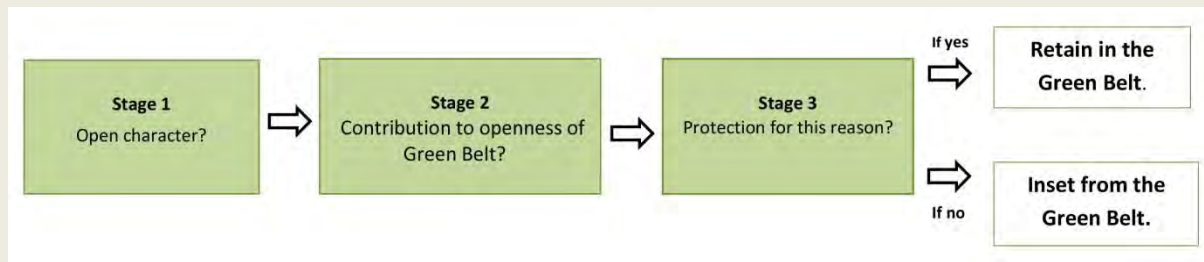 Stage 1
Open character?
Stage 2
Contribution to openness of
Green Belt?
Stage 3
Protection for this reason?
If yes
Retain in the
Green Belt.
If no
Inset from the
Green Belt.